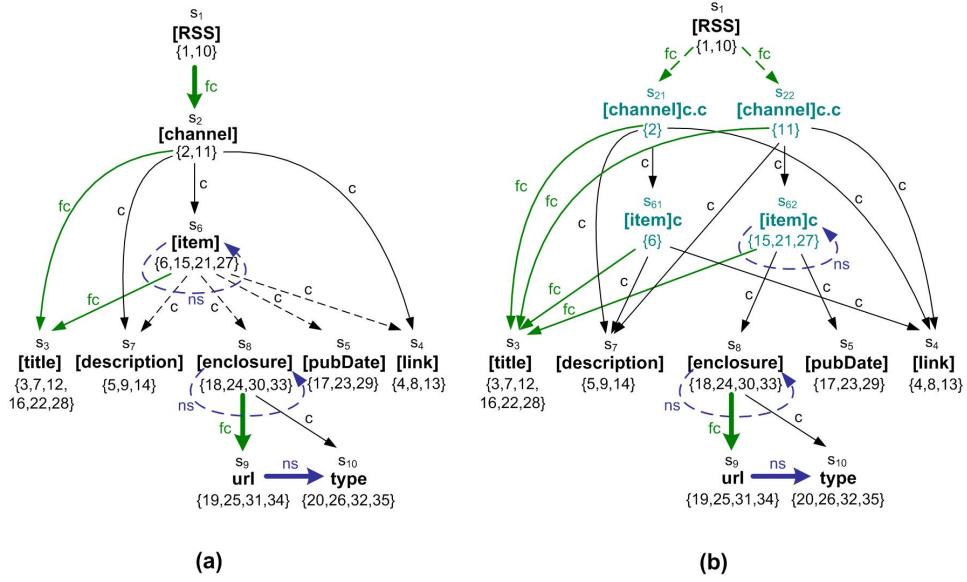 s1
[RSS]
{1,10}
fc
s2
[channel]
{2,11}
fc
c
c
c
s6
[item]
{6,15,21,27}
ns
fc
c
c
c
c
s3
[title]
{3,7,12,
16,22,28}
s7
[description]
{5,9,14}
s8
[enclosure]
{18,24,30,33}
ns
s5
[pubDate]
{17,23,29}
s4
[link]
{4,8,13}
fc
c
s9
url
{19,25,31,34}
ns
s10
type
{20,26,32,35}
(a)
s1
[RSS]
{1,10}
fc
fc
s21
[channel]c.c
{2}
s22
[channel]c.c
{11}
fc
fc
c
c
c
c
c
c
s61
[item]c
{6}
s62
[item]c
{15,21,27}
ns
fc
fc
c
c
c
c
s3
[title]
{3,7,12,
16,22,28}
s7
[description]
{5,9,14}
s8
[enclosure]
{18,24,30,33}
ns
s5
[pubDate]
{17,23,29}
s4
[link]
{4,8,13}
fc
c
s9
url
{19,25,31,34}
ns
s10
type
{20,26,32,35}
(b)